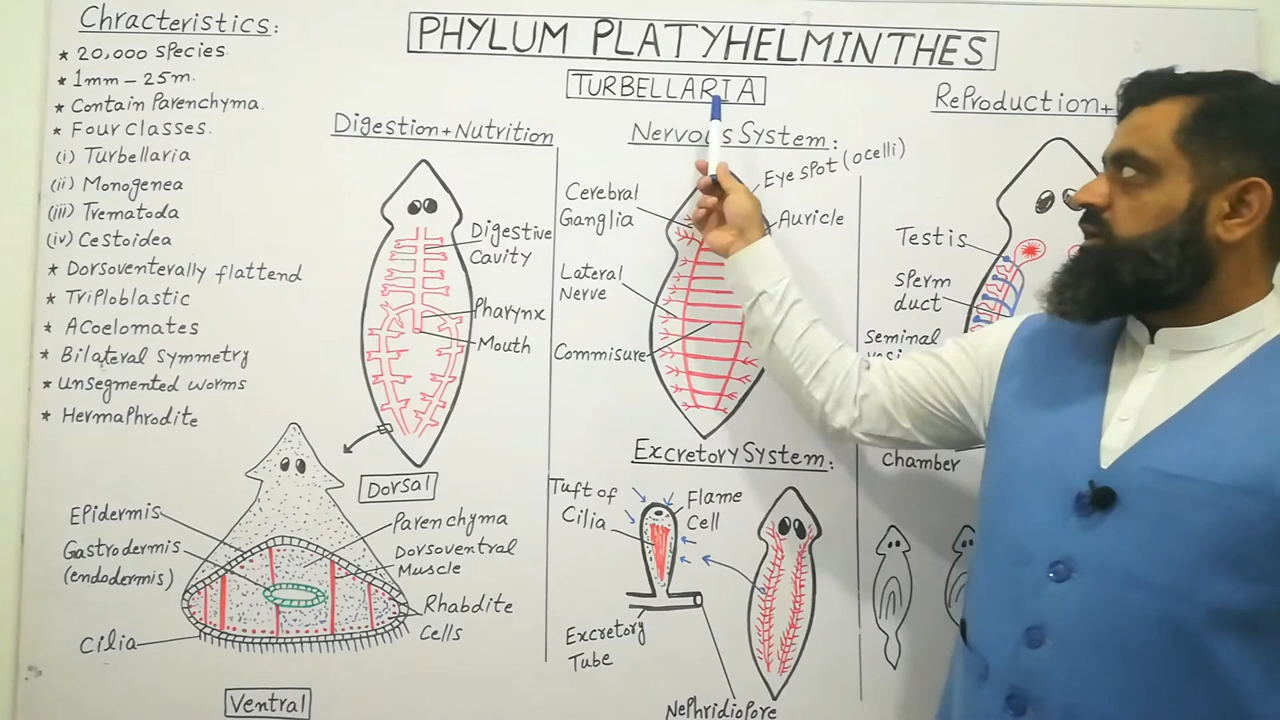 PHYLUM PLATYHELMINTHES
TURBELLARIA
Chracteristics:
* 20,000 species.
* 1mm – 25m.
* Contain Parenchyma.
* Four classes.
(i) Turbellaria
(ii) Monogenea
(iii) Trematoda
(iv) Cestoidea
* Dorsoventerally flattend
* Triploblastic
* Acoelomates
* Bilateral symmetry
* unsegmented worms
* Hermaphrodite
Digestion + Nutrition
Digestive
Cavity
Pharynx
Mouth
Dorsal
Epidermis
Gastrodermis
(endodermis)
Cilia
Parenchyma
Dorsoventral
Muscle
Rhabdite
Cells
Ventral
Nervous System:
Eye spot (ocelli)
Cerebral
Ganglia
Auricle
Lateral
Nerve
Commisure
Excretory System:
Tuft of
Cilia
Flame
Cell
Excretory
Tube
Nephridiopore
Reproduction +
Testis
Sperm
duct
Seminal
Chamber